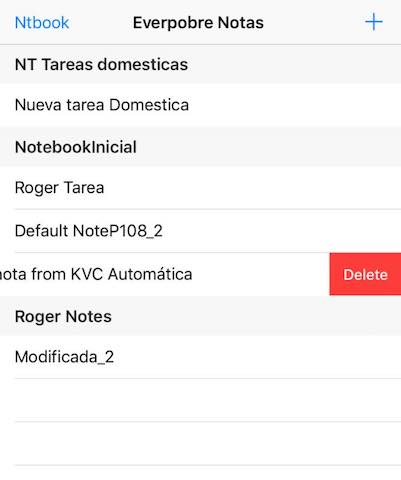 Ntbook Everpobre Notas +
NT Tareas domesticas
Nueva tarea Domestica
NotebookInicial
Roger Tarea
Default NoteP108_2
nota from KVC Automática Delete
Roger Notes
Modificada_2